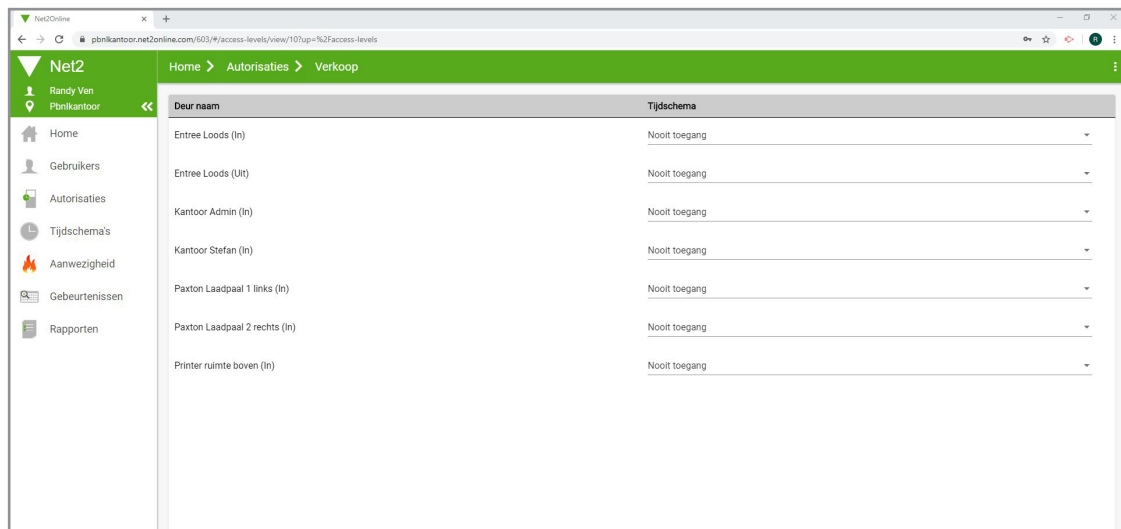 Net2Online
pbnlkantoor.net2online.com/603/#/access-levels/view/10?up=%2Faccess-levels
R
Net2
Home > Autorisaties > Verkoop
Randy Ven
Pbnlkantoor
Deur naam Tijdschema
Home
Gebruikers
Autorisaties
Tijdschema's
Aanwezigheid
Gebeurtenissen
Rapporten
Entree Loods (In) Nooit toegang
Entree Loods (Uit) Nooit toegang
Kantoor Admin (In) Nooit toegang
Kantoor Stefan (In) Nooit toegang
Paxton Laadpaal 1 links (In) Nooit toegang
Paxton Laadpaal 2 rechts (In) Nooit toegang
Printer ruimte boven (In) Nooit toegang